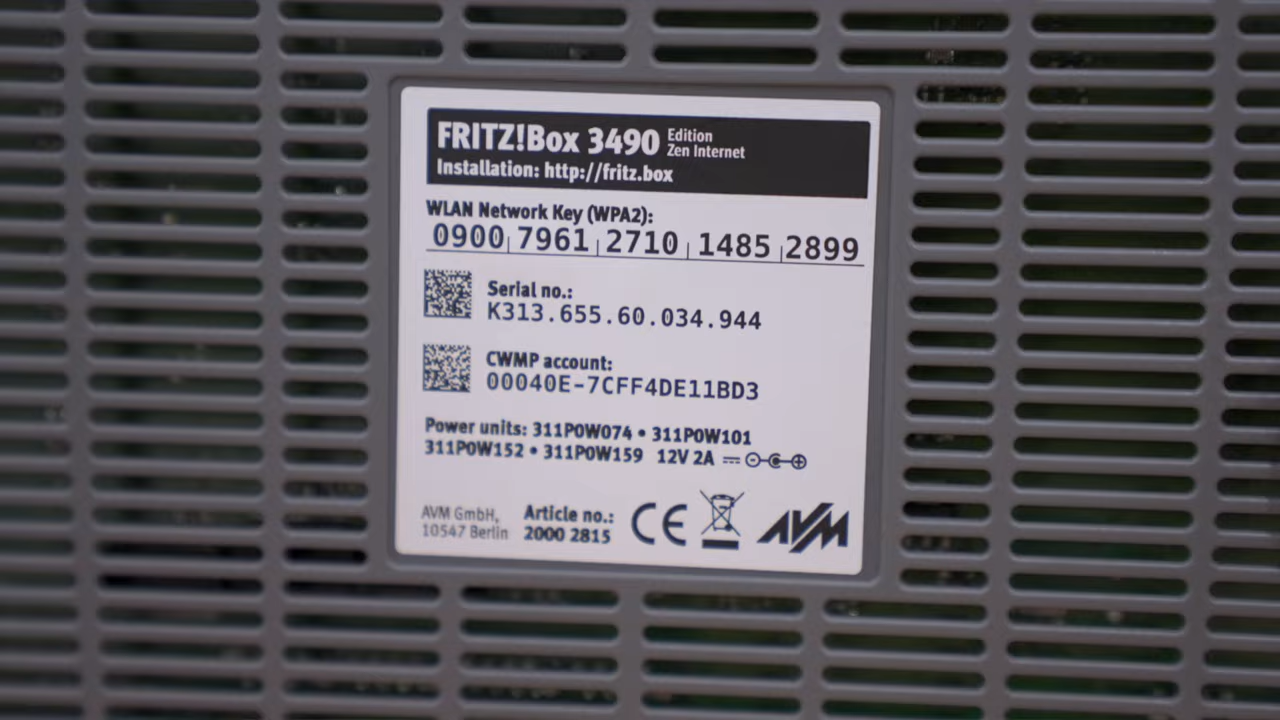 FRITZ!Box 3490 Edition Zen Internet
Installation: http://fritz.box
WLAN Network Key (WPA2):
0900 7961 2710 1485 2899
Serial no.:
K313.655.60.034.944
CWMP account:
00040E-7CFF4DE11BD3
Power units: 311P0W074 • 311P0W101
311P0W152 • 311P0W159 12V 2A
AVM GmbH,
10547 Berlin
Article no.:
2000 2815
CE
AVM